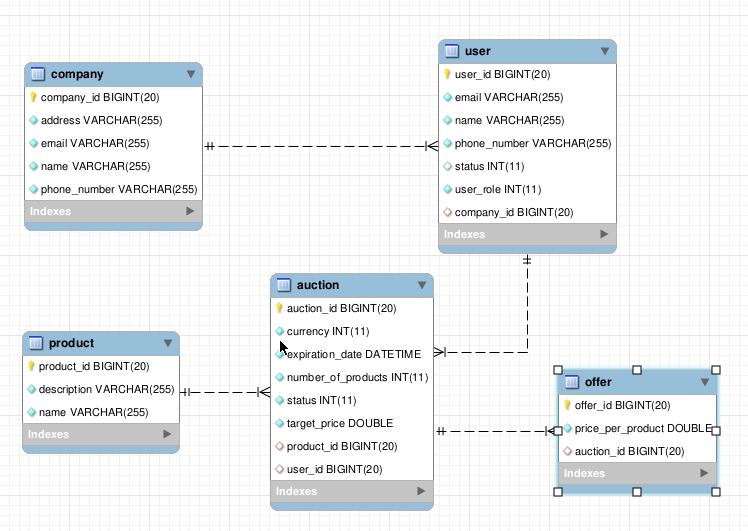 company
company_id BIGINT(20)
address VARCHAR(255)
email VARCHAR(255)
name VARCHAR(255)
phone_number VARCHAR(255)
Indexes
user
user_id BIGINT(20)
email VARCHAR(255)
name VARCHAR(255)
phone_number VARCHAR(255)
status INT(11)
user_role INT(11)
company_id BIGINT(20)
Indexes
product
product_id BIGINT(20)
description VARCHAR(255)
name VARCHAR(255)
Indexes
auction
auction_id BIGINT(20)
currency INT(11)
expiration_date DATETIME
number_of_products INT(11)
status INT(11)
target_price DOUBLE
product_id BIGINT(20)
user_id BIGINT(20)
Indexes
offer
offer_id BIGINT(20)
price_per_product DOUBLE
auction_id BIGINT(20)
Indexes